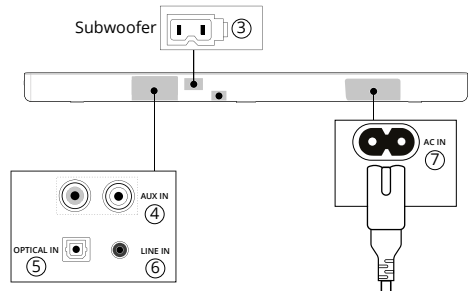 Subwoofer ③
AC IN
⑦
AUX IN
④
OPTICAL IN
⑤
LINE IN
⑥